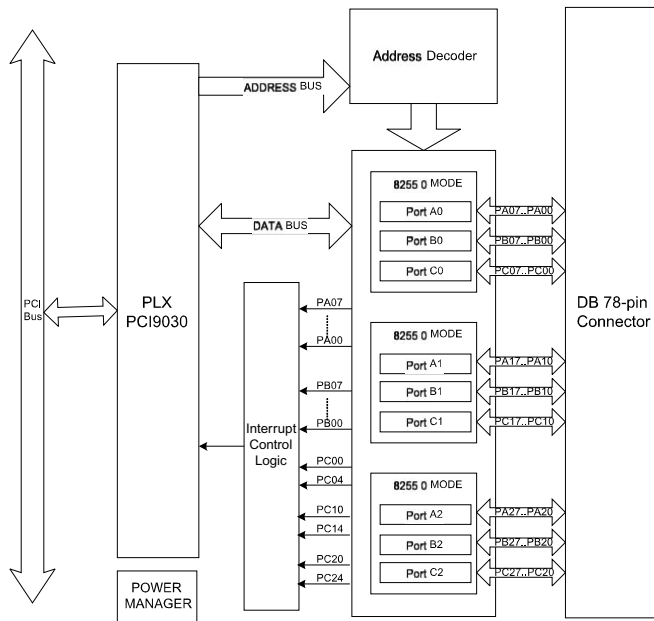 Address Decoder
ADDRESS BUS
8255 0 MODE
Port A0
PA07..PA00
Port B0
PB07..PB00
Port C0
PC07..PC00
DATA BUS
PCI
Bus
PLX
PCI9030
DB 78-pin
Connector
PA07
PA00
PB07
PB00
PC00
PC04
PC10
PC14
PC20
PC24
Interrupt
Control
Logic
8255 0 MODE
Port A1
PA17..PA10
Port B1
PB17..PB10
Port C1
PC17..PC10
8255 0 MODE
Port A2
PA27..PA20
Port B2
PB27..PB20
Port C2
PC27..PC20
POWER
MANAGER